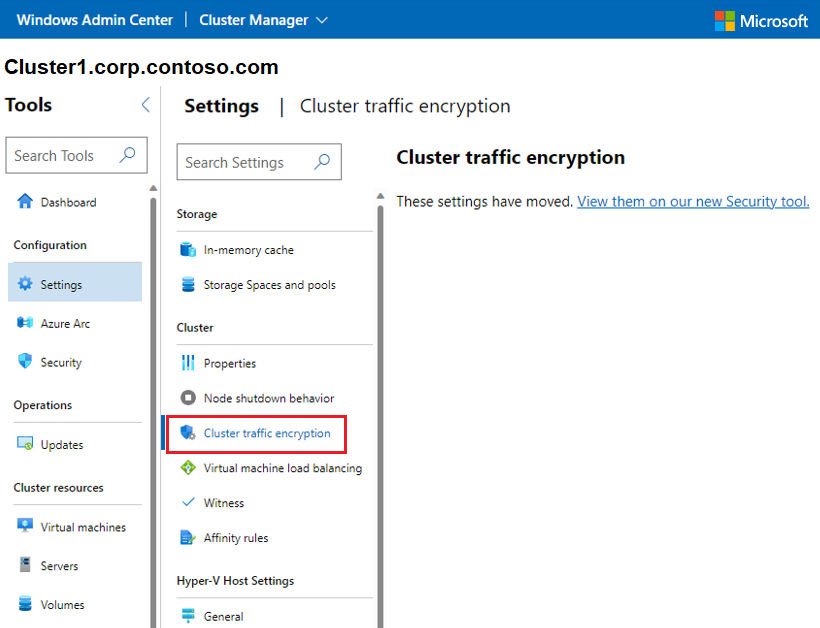 Windows Admin Center | Cluster Manager
Microsoft
Cluster1.corp.contoso.com
Tools
Search Tools
Dashboard
Configuration
Settings
Azure Arc
Security
Operations
Updates
Cluster resources
Virtual machines
Servers
Volumes
Settings | Cluster traffic encryption
Search Settings
Storage
In-memory cache
Storage Spaces and pools
Cluster
Properties
Node shutdown behavior
Cluster traffic encryption
Virtual machine load balancing
Witness
Affinity rules
Hyper-V Host Settings
General
Cluster traffic encryption
These settings have moved. View them on our new Security tool.